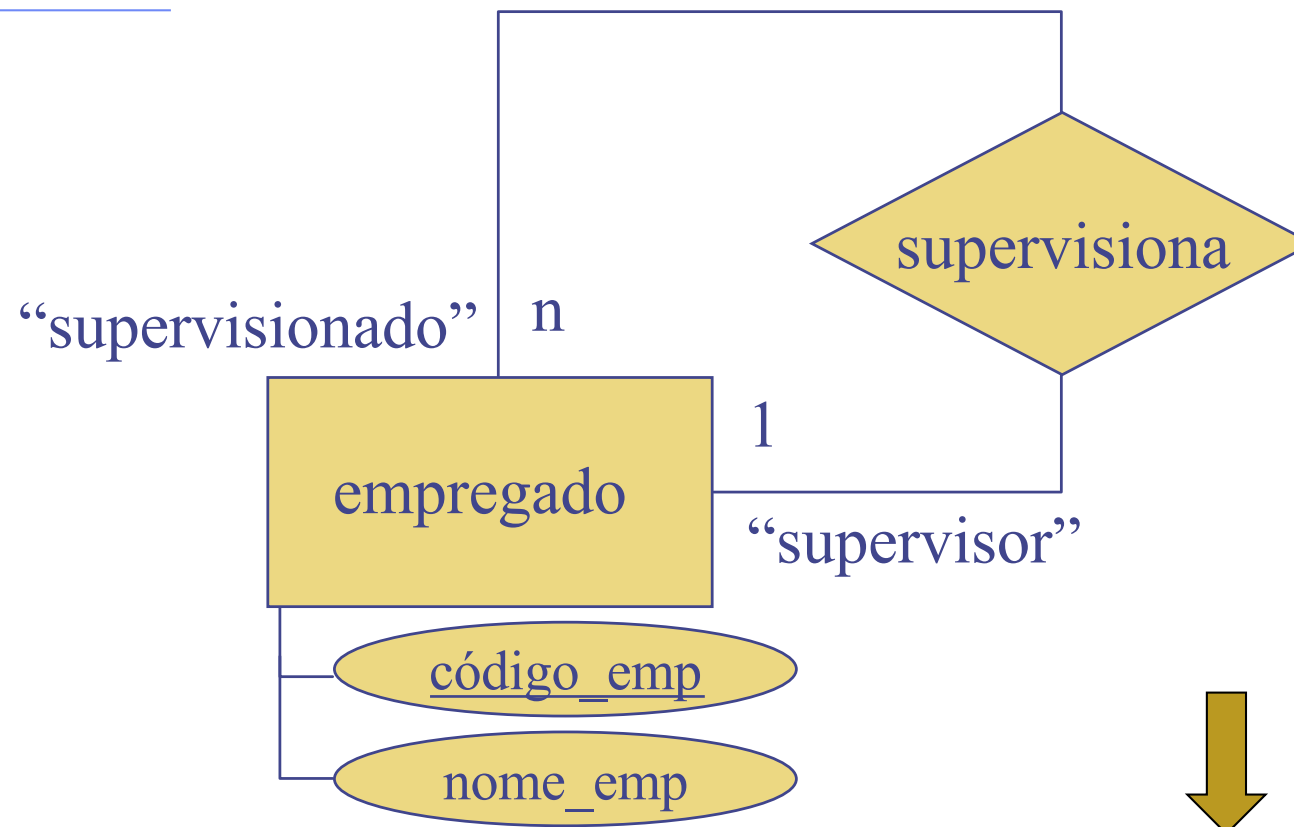 supervisiona
“supervisionado”
n
1
empregado
“supervisor”
código_emp
nome_emp